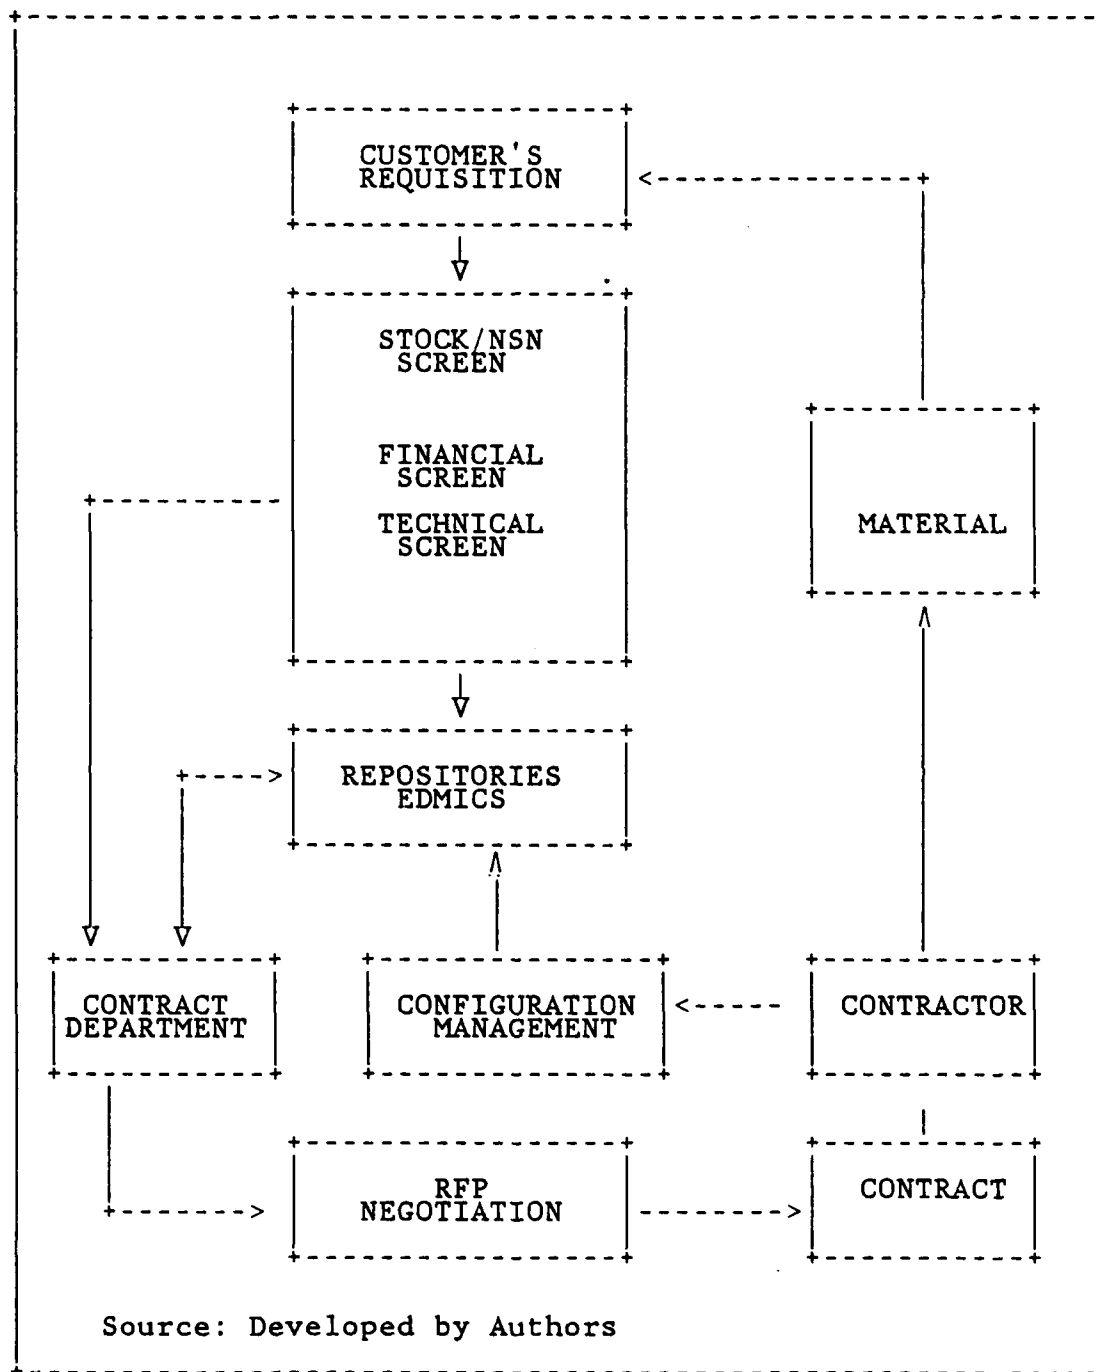 CUSTOMER'S
REQUISITION
STOCK/NSN
SCREEN
FINANCIAL
SCREEN
TECHNICAL
SCREEN
MATERIAL
REPOSITORIES
EDMICS
CONTRACT
DEPARTMENT
CONFIGURATION
MANAGEMENT
CONTRACTOR
RFP
NEGOTIATION
CONTRACT
Source: Developed by Authors